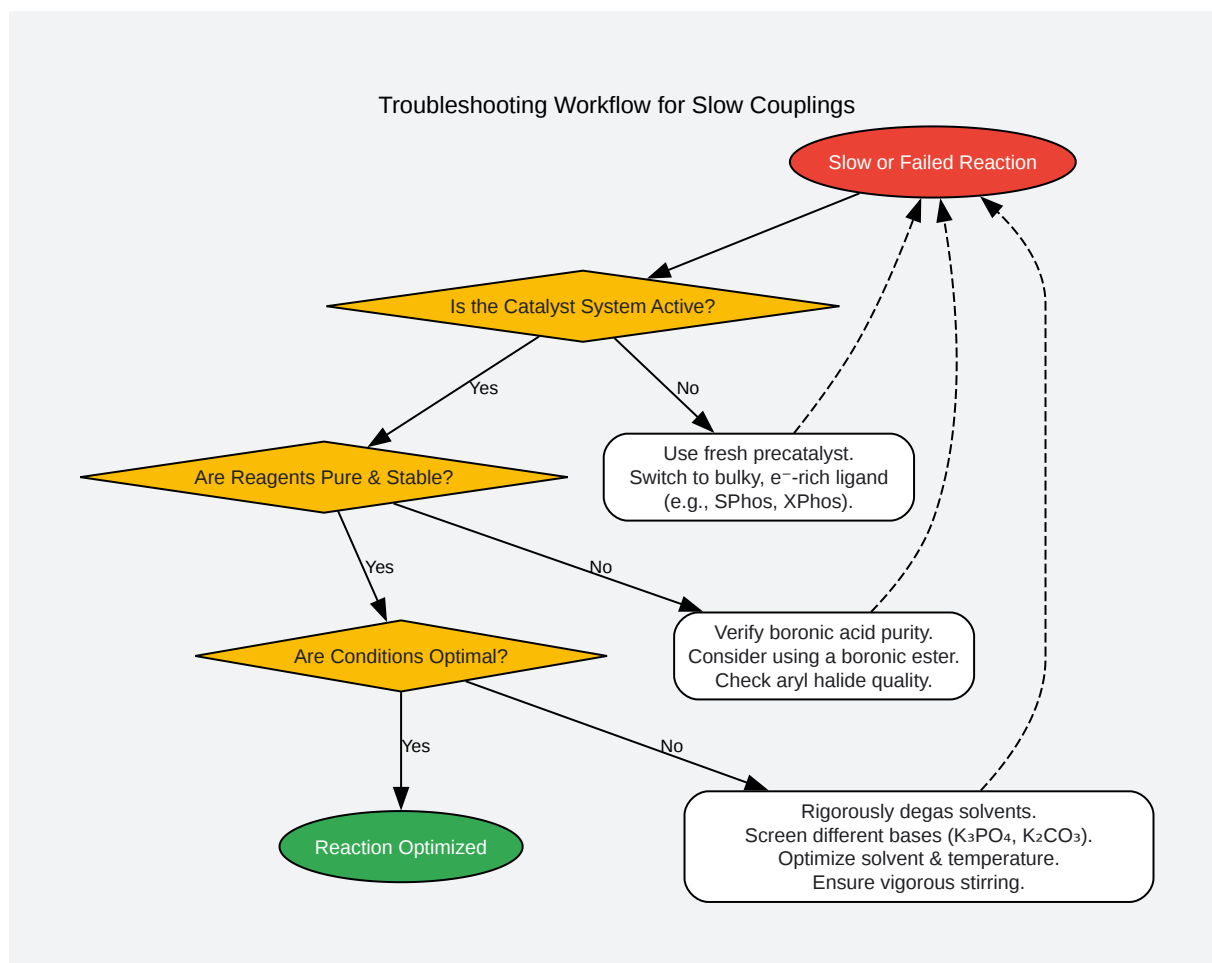 Troubleshooting Workflow for Slow Couplings
Slow or Failed Reaction
Is the Catalyst System Active?
Yes
No
Use fresh precatalyst.
Switch to bulky, e⁻-rich ligand
(e.g., SPhos, XPhos).
Are Reagents Pure & Stable?
Yes
No
Verify boronic acid purity.
Consider using a boronic ester.
Check aryl halide quality.
Are Conditions Optimal?
Yes
No
Rigorously degas solvents.
Screen different bases (K₃PO₄, K₂CO₃).
Optimize solvent & temperature.
Ensure vigorous stirring.
Reaction Optimized